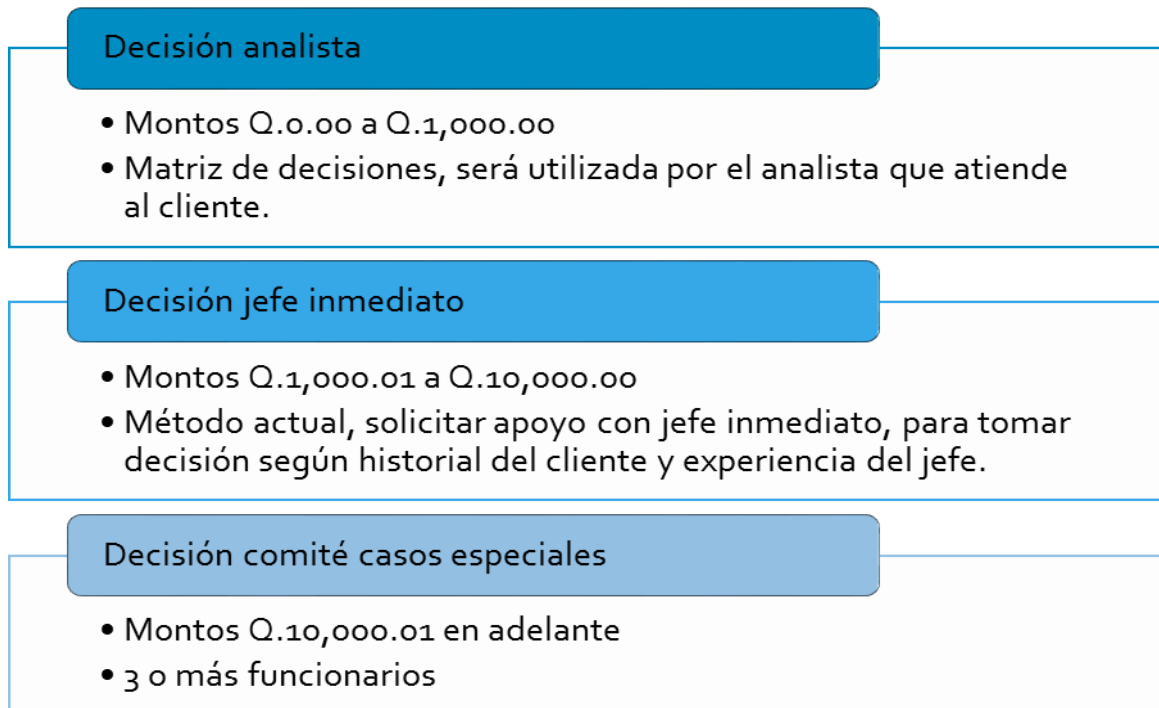 Decisión analista
• Montos Q.0.00 a Q.1,000.00
• Matriz de decisiones, será utilizada por el analista que atiende
al cliente.
Decisión jefe inmediato
• Montos Q.1,000.01 a Q.10,000.00
• Método actual, solicitar apoyo con jefe inmediato, para tomar
decisión según historial del cliente y experiencia del jefe.
Decisión comité casos especiales
• Montos Q.10,000.01 en adelante
• 3 o más funcionarios